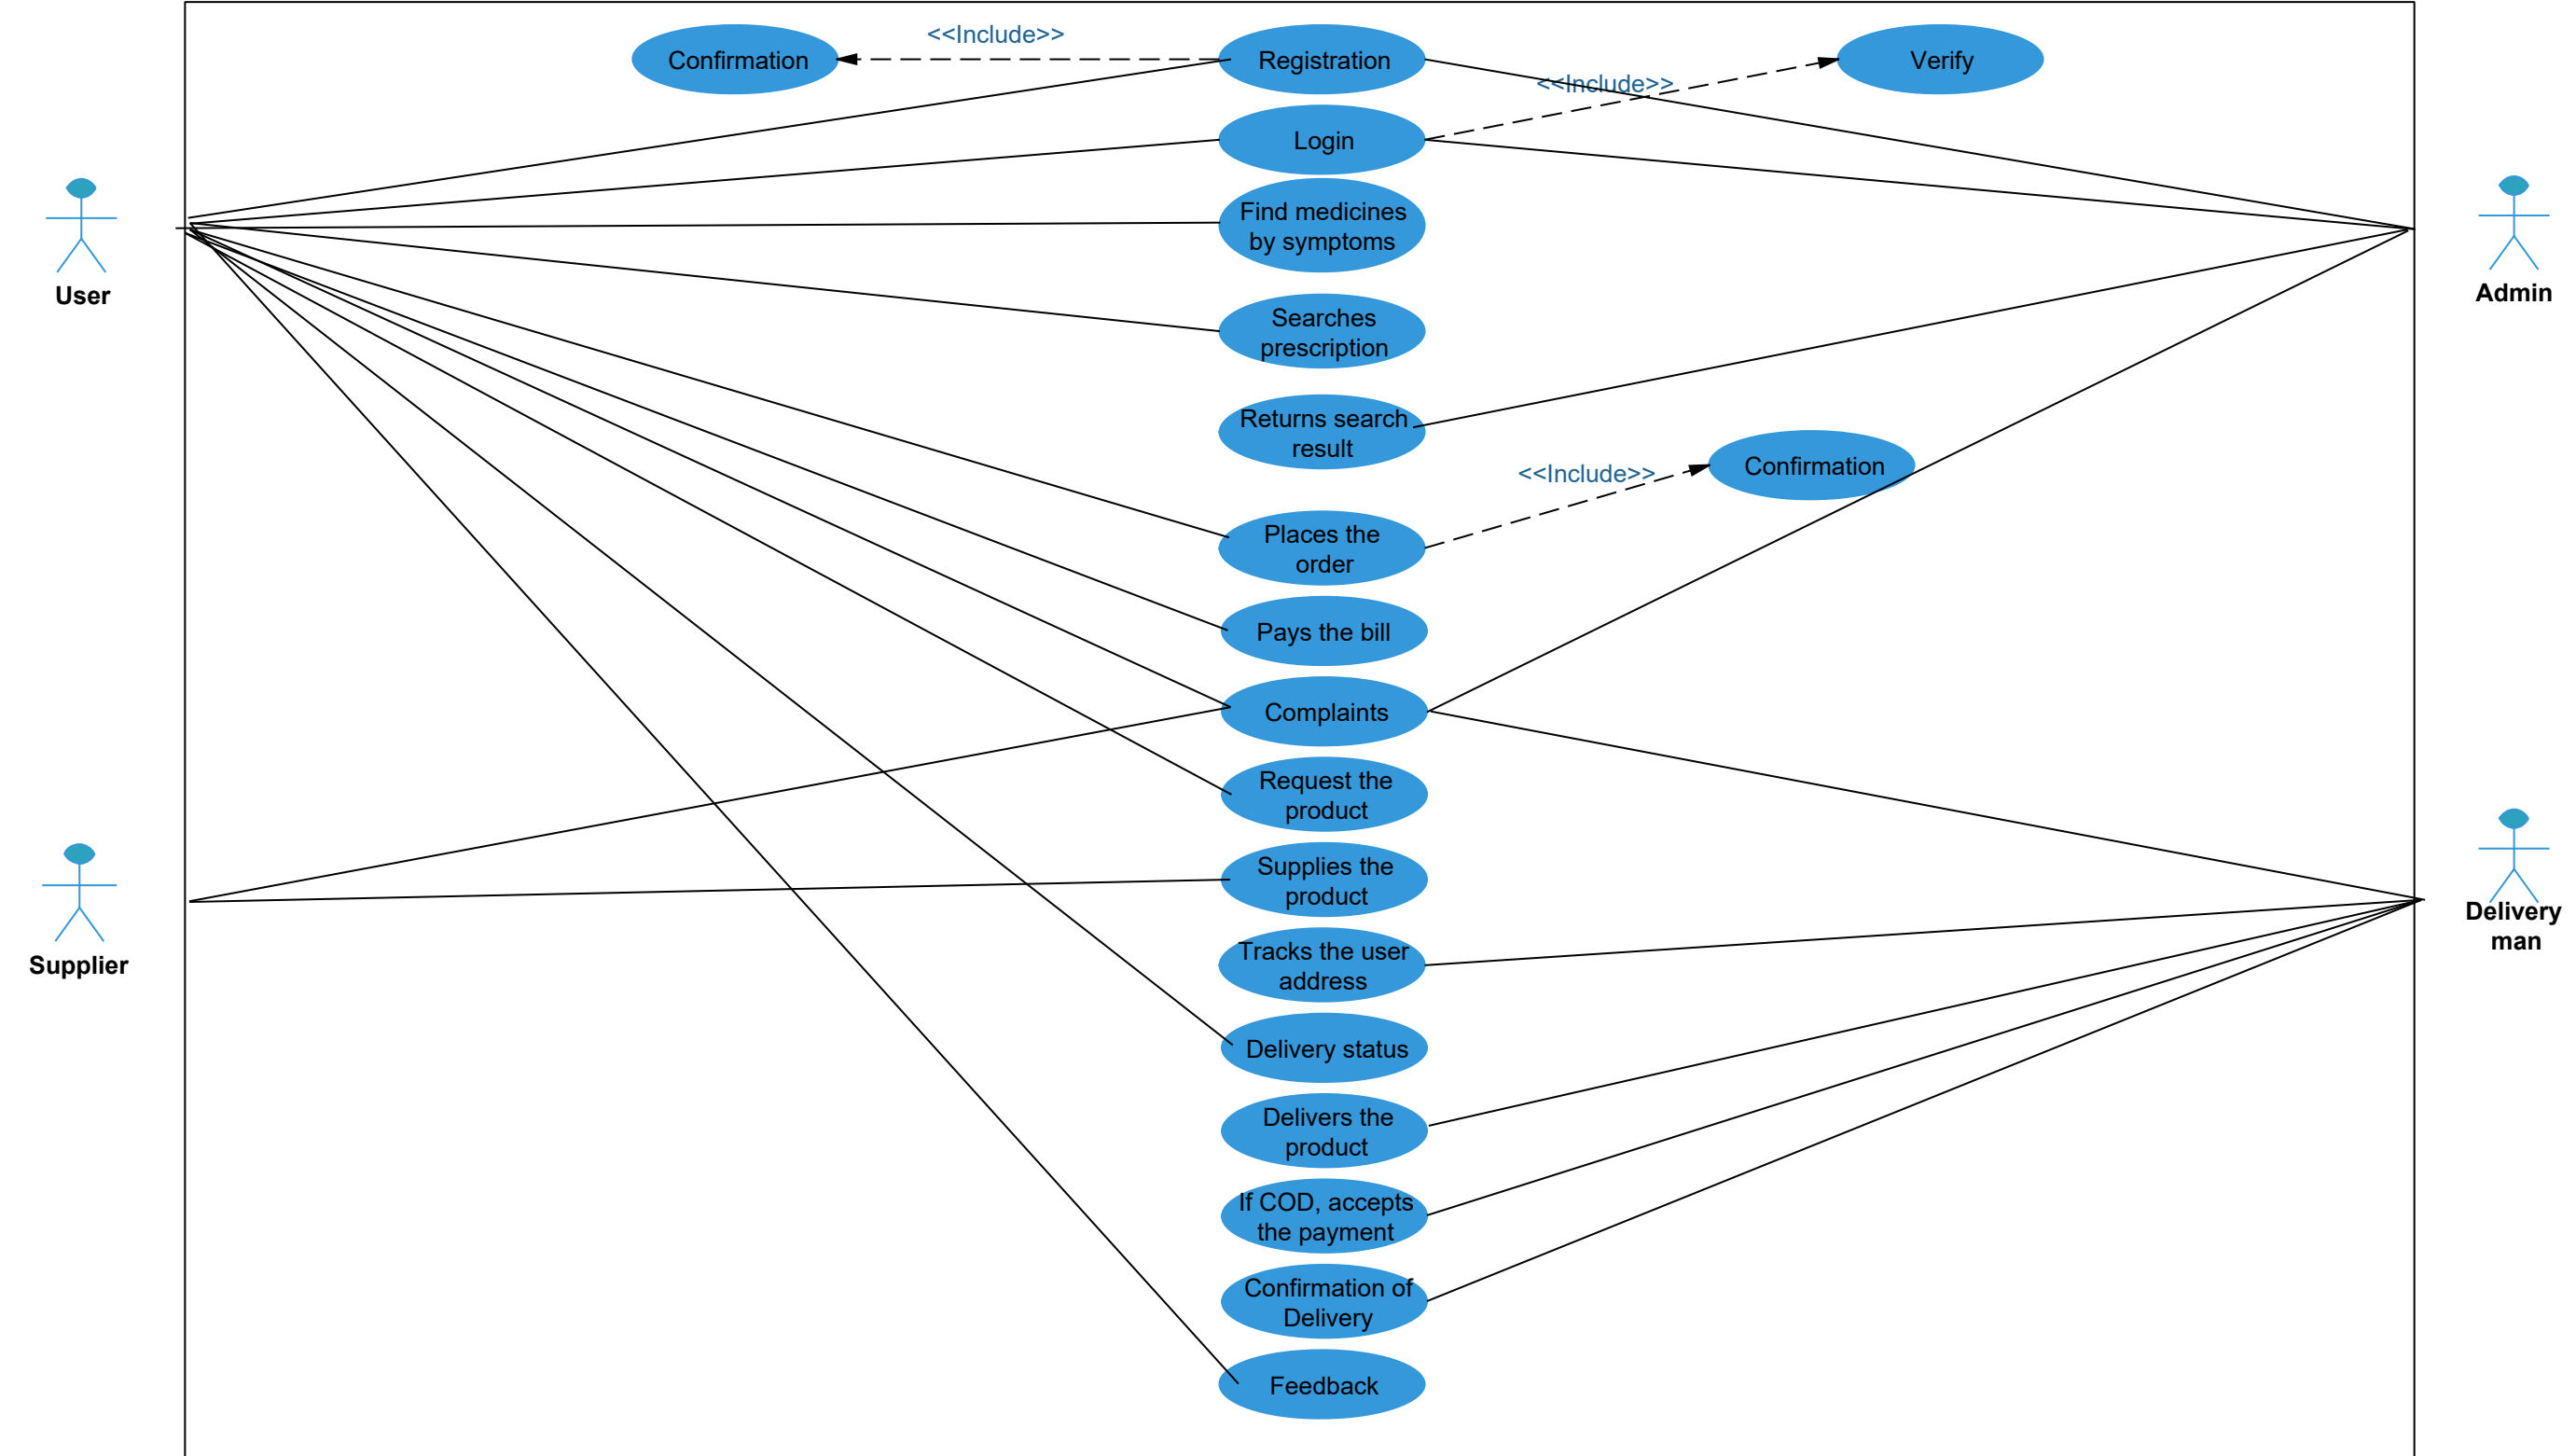 <<Include>>
Confirmation
Registration
Verify
<<Include>>
Login
Find medicines
by symptoms
User
Admin
Searches
prescription
Returns search
result
Confirmation
<<Include>>
Places the
order
Pays the bill
Complaints
Request the
product
Supplies the
product
Delivery
man
Supplier
Tracks the user
address
Delivery status
Delivers the
product
If COD, accepts
the payment
Confirmation of
Delivery
Feedback